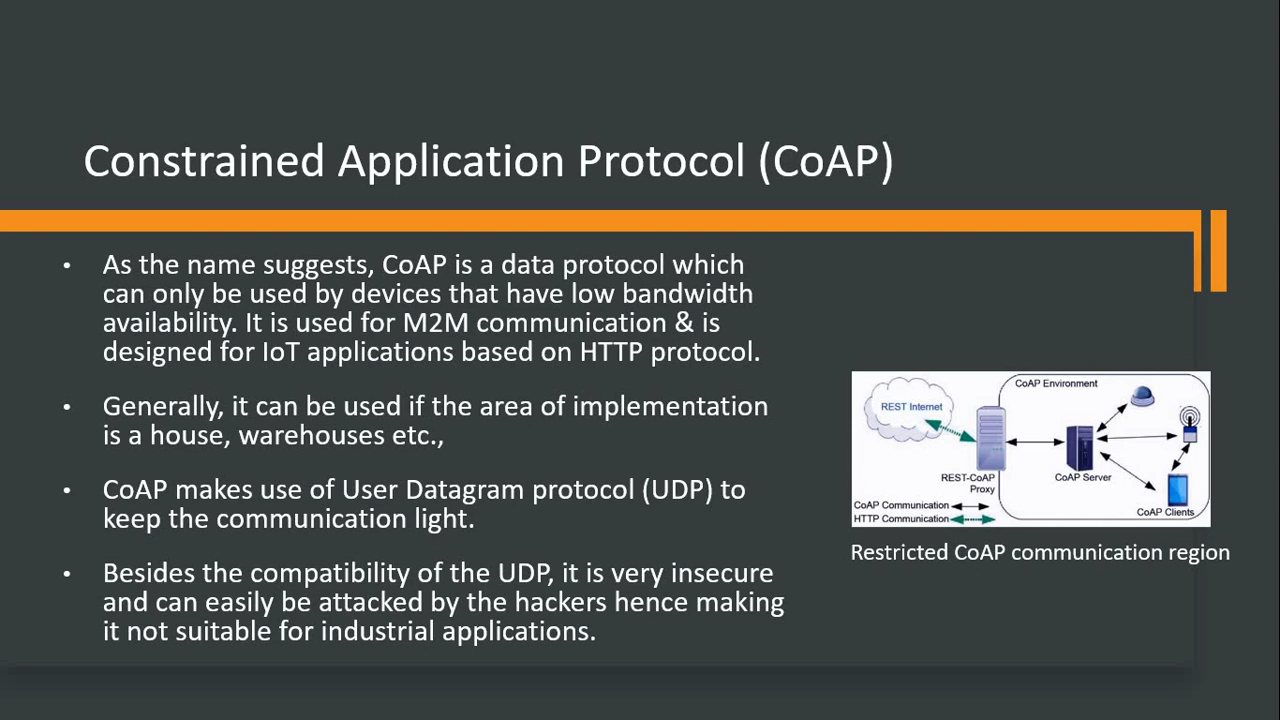 Constrained Application Protocol (CoAP)
• As the name suggests, CoAP is a data protocol which
can only be used by devices that have low bandwidth
availability. It is used for M2M communication & is
designed for IoT applications based on HTTP protocol.
• Generally, it can be used if the area of implementation
is a house, warehouses etc.,
• CoAP makes use of User Datagram protocol (UDP) to
keep the communication light.
• Besides the compatibility of the UDP, it is very insecure
and can easily be attacked by the hackers hence making
it not suitable for industrial applications.
CoAP Environment
REST Internet
REST-CoAP
Proxy
CoAP Server
CoAP Clients
CoAP Communication
HTTP Communication
Restricted CoAP communication region